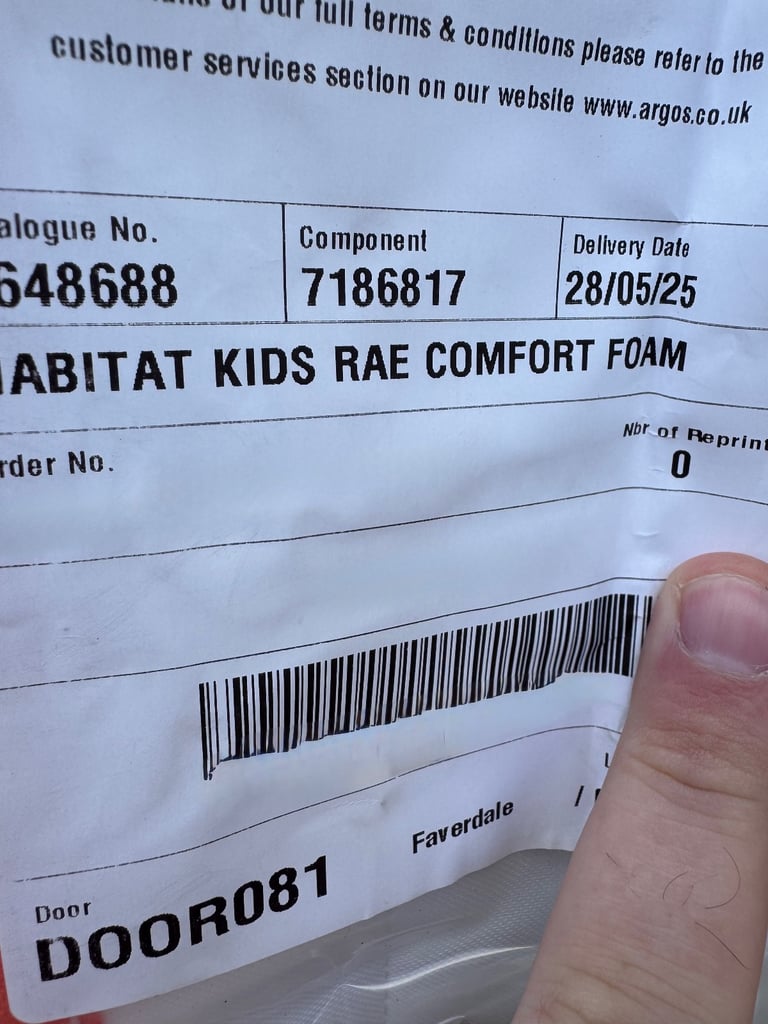 of our full terms & conditions please refer to the
customer services section on our website www.argos.co.uk
alogue No.
648688
Component
7186817
Delivery Date
28/05/25
ABITAT KIDS RAE COMFORT FOAM
rder No.
Nbr of Reprint
0
Faverdale
/
Door
DOOR081